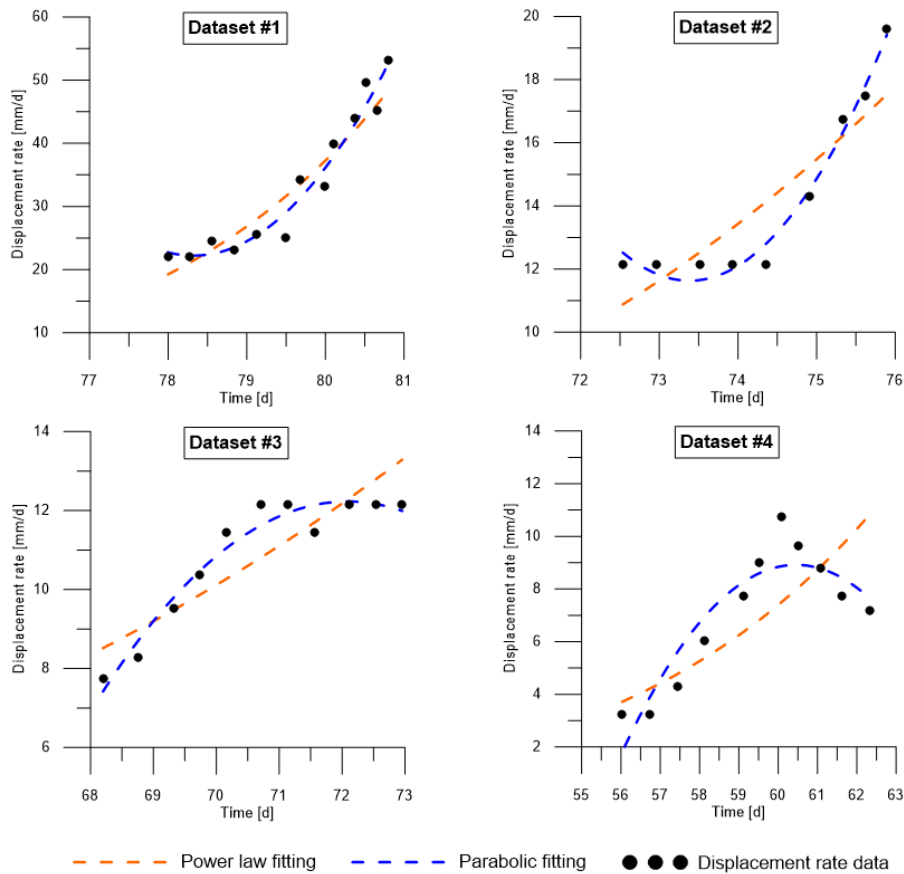 Dataset #1
Displacement rate [mm/d]
60
50
40
30
20
10
77 78 79 80 81
Time [d]
Dataset #2
Displacement rate [mm/d]
20
18
16
14
12
10
72 73 74 75 76
Time [d]
Dataset #3
Displacement rate [mm/d]
14
12
10
8
6
68 69 70 71 72 73
Time [d]
Dataset #4
Displacement rate [mm/d]
14
12
10
8
6
4
2
55 56 57 58 59 60 61 62 63
Time [d]
Power law fitting Parabolic fitting Displacement rate data